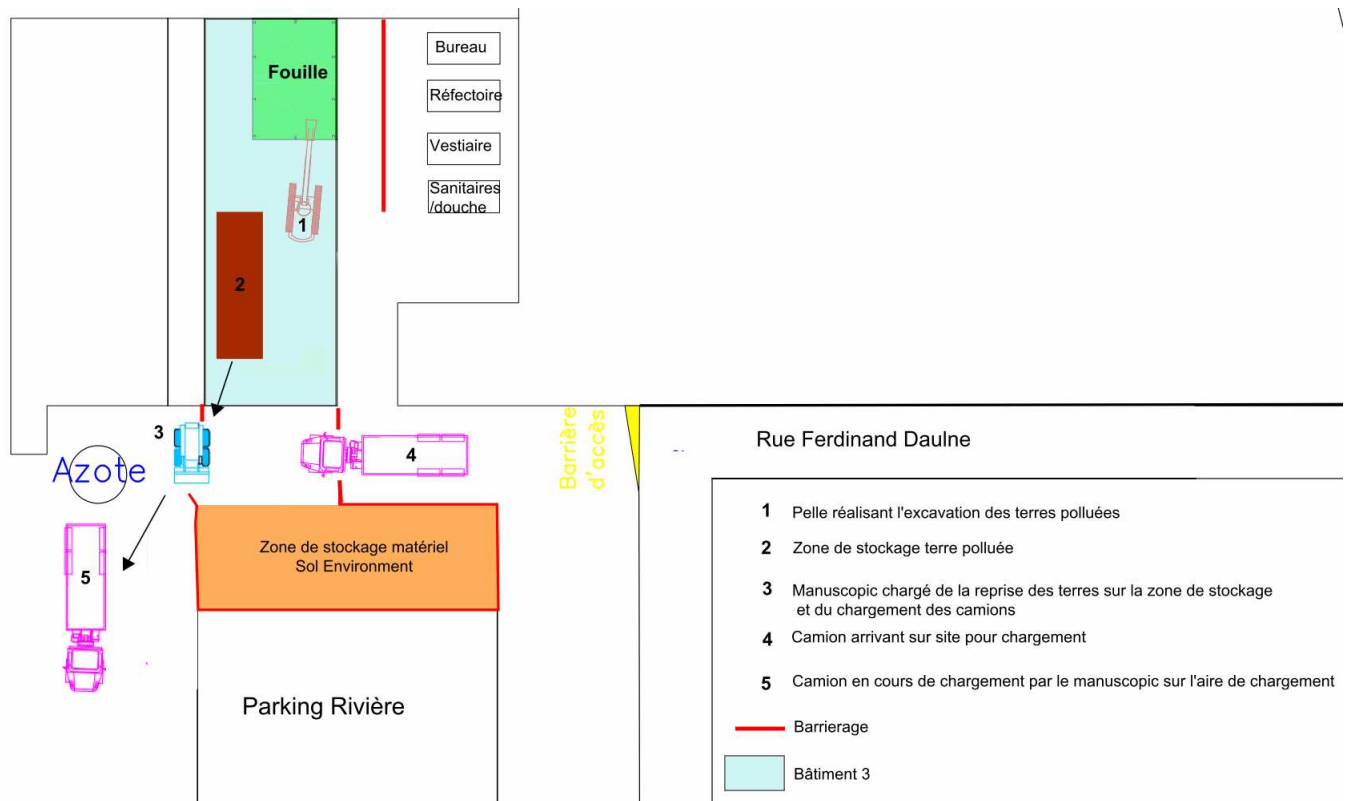 Bureau
Fouille
Réfectoire
Vestiaire
Sanitaires
/douche
1
2
3
4
Azote
Barrière
d'accès
5
Zone de stockage matériel
Sol Environment
Parking Rivière
Rue Ferdinand Daulne
1 Pelle réalisant l'excavation des terres polluées
2 Zone de stockage terre polluée
3 Manuscopic chargé de la reprise des terres sur la zone de stockage
et du chargement des camions
4 Camion arrivant sur site pour chargement
5 Camion en cours de chargement par le manuscopic sur l'aire de chargement
Barrierage
Bâtiment 3